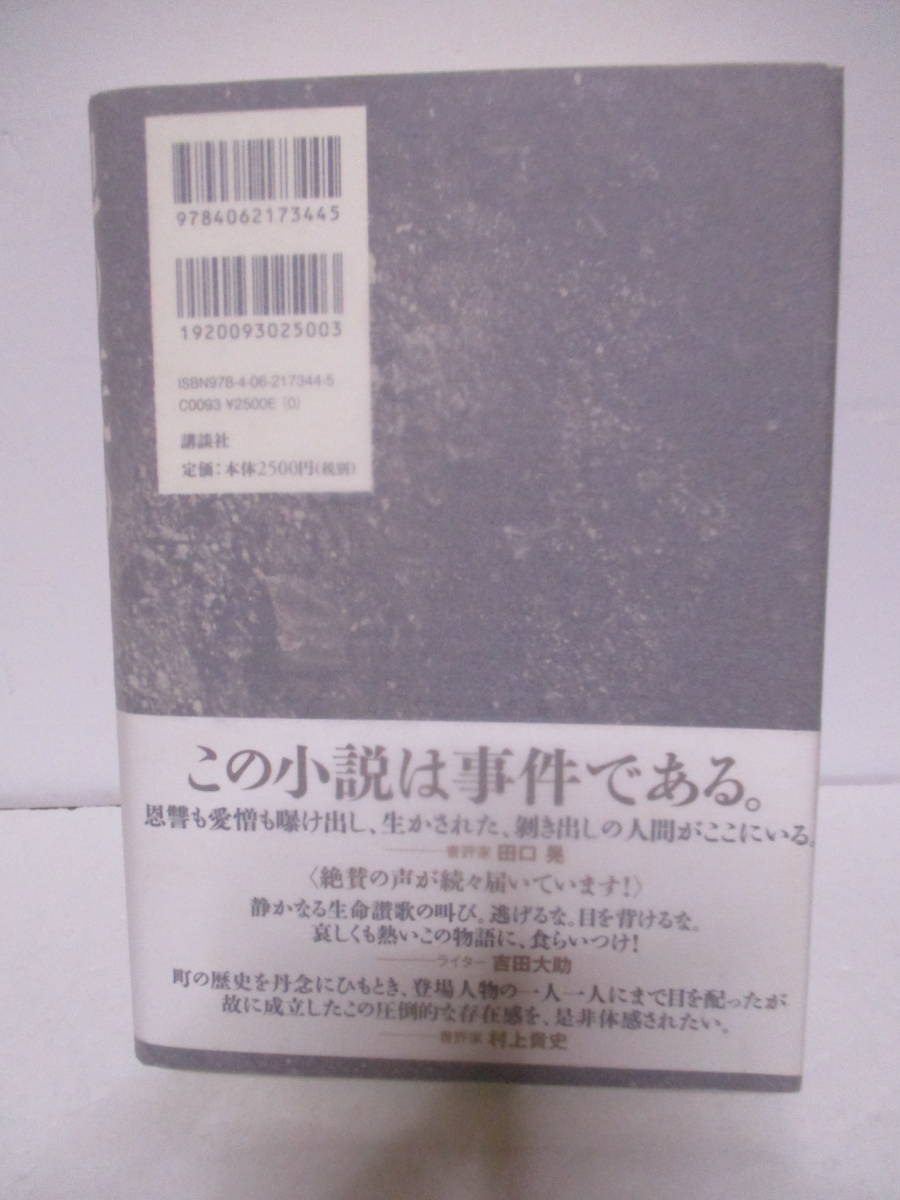 9784062173445
1920093025003
ISBN978-4-06-217344-5
C0093 ¥2500E (0)
講談社
定価：本体2500円（税別）
この小説は事件である。
恩讐も愛憎も曝け出し、生かされた、剝き出しの人間がここにいる。
書評家 田口 晃
〈絶賛の声が続々届いています！〉
静かなる生命讃歌の叫び。逃げるな。目を背けるな。
哀しくも熱いこの物語に、食らいつけ！
ライター 吉田大助
町の歴史を丹念にひもとき、登場人物の一人一人にまで目を配ったが
故に成立したこの圧倒的な存在感を、是非体感されたい。
書評家 村上貴史